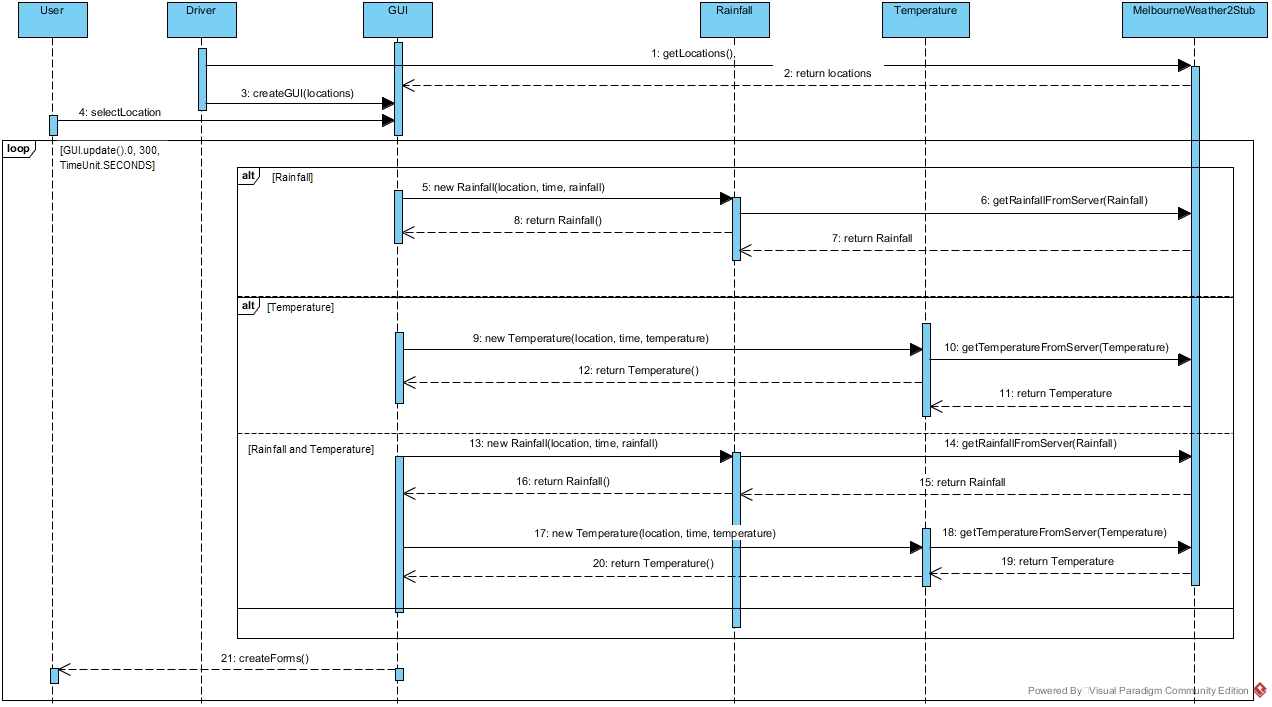 User
Driver
GUI
Rainfall
Temperature
MelbourneWeather2Stub
1: getLocations()
2: return locations
3: createGUI(locations)
4: selectLocation
loop
[GUI.update().0, 300,
TimeUnit.SECONDS]
alt
[Rainfall]
5: new Rainfall(location, time, rainfall)
6: getRainfallFromServer(Rainfall)
8: return Rainfall()
7: return Rainfall
alt
[Temperature]
9: new Temperature(location, time, temperature)
10: getTemperatureFromServer(Temperature)
12: return Temperature()
11: return Temperature
[Rainfall and Temperature]
13: new Rainfall(location, time, rainfall)
14: getRainfallFromServer(Rainfall)
16: return Rainfall()
15: return Rainfall
17: new Temperature(location, time, temperature)
18: getTemperatureFromServer(Temperature)
20: return Temperature()
19: return Temperature
21: createForms()
Powered By Visual Paradigm Community Edition